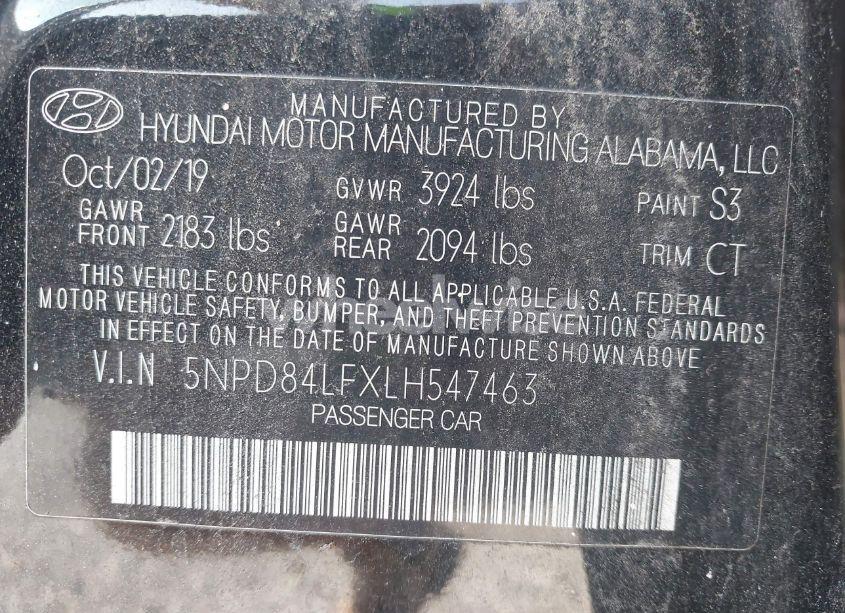 MANUFACTURED BY
HYUNDAI MOTOR MANUFACTURING ALABAMA, LLC
Oct/02/19 GVWR 3924 lbs PAINT S3
GAWR FRONT 2183 lbs GAWR REAR 2094 lbs TRIM CT
THIS VEHICLE CONFORMS TO ALL APPLICABLE U.S.A. FEDERAL
MOTOR VEHICLE SAFETY, BUMPER, AND THEFT PREVENTION STANDARDS
IN EFFECT ON THE DATE OF MANUFACTURE SHOWN ABOVE
V.I.N 5NPD84LFXLH547463
PASSENGER CAR